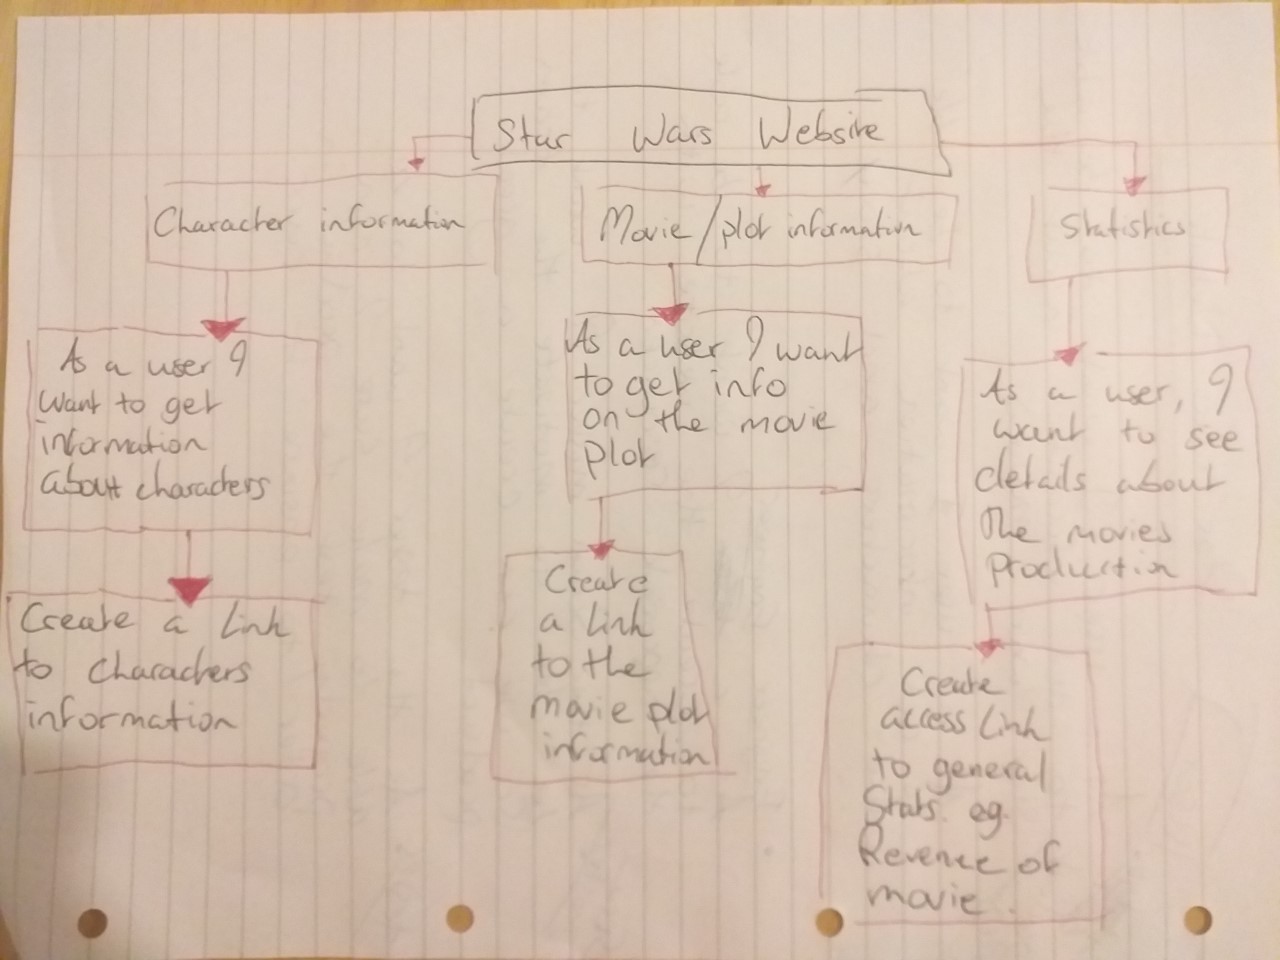 Star Wars Website
Character information
Movie/plot information
Statistics
As a user I
want to get
information
about characters
As a user I want
to get info
on the movie
plot
As a user, I
want to see
details about
the movies
production
Create a link
to characters
information
Create
a link
to the
movie plot
information
Create
access link
to general
Stats. eg.
Revenue of
movie.